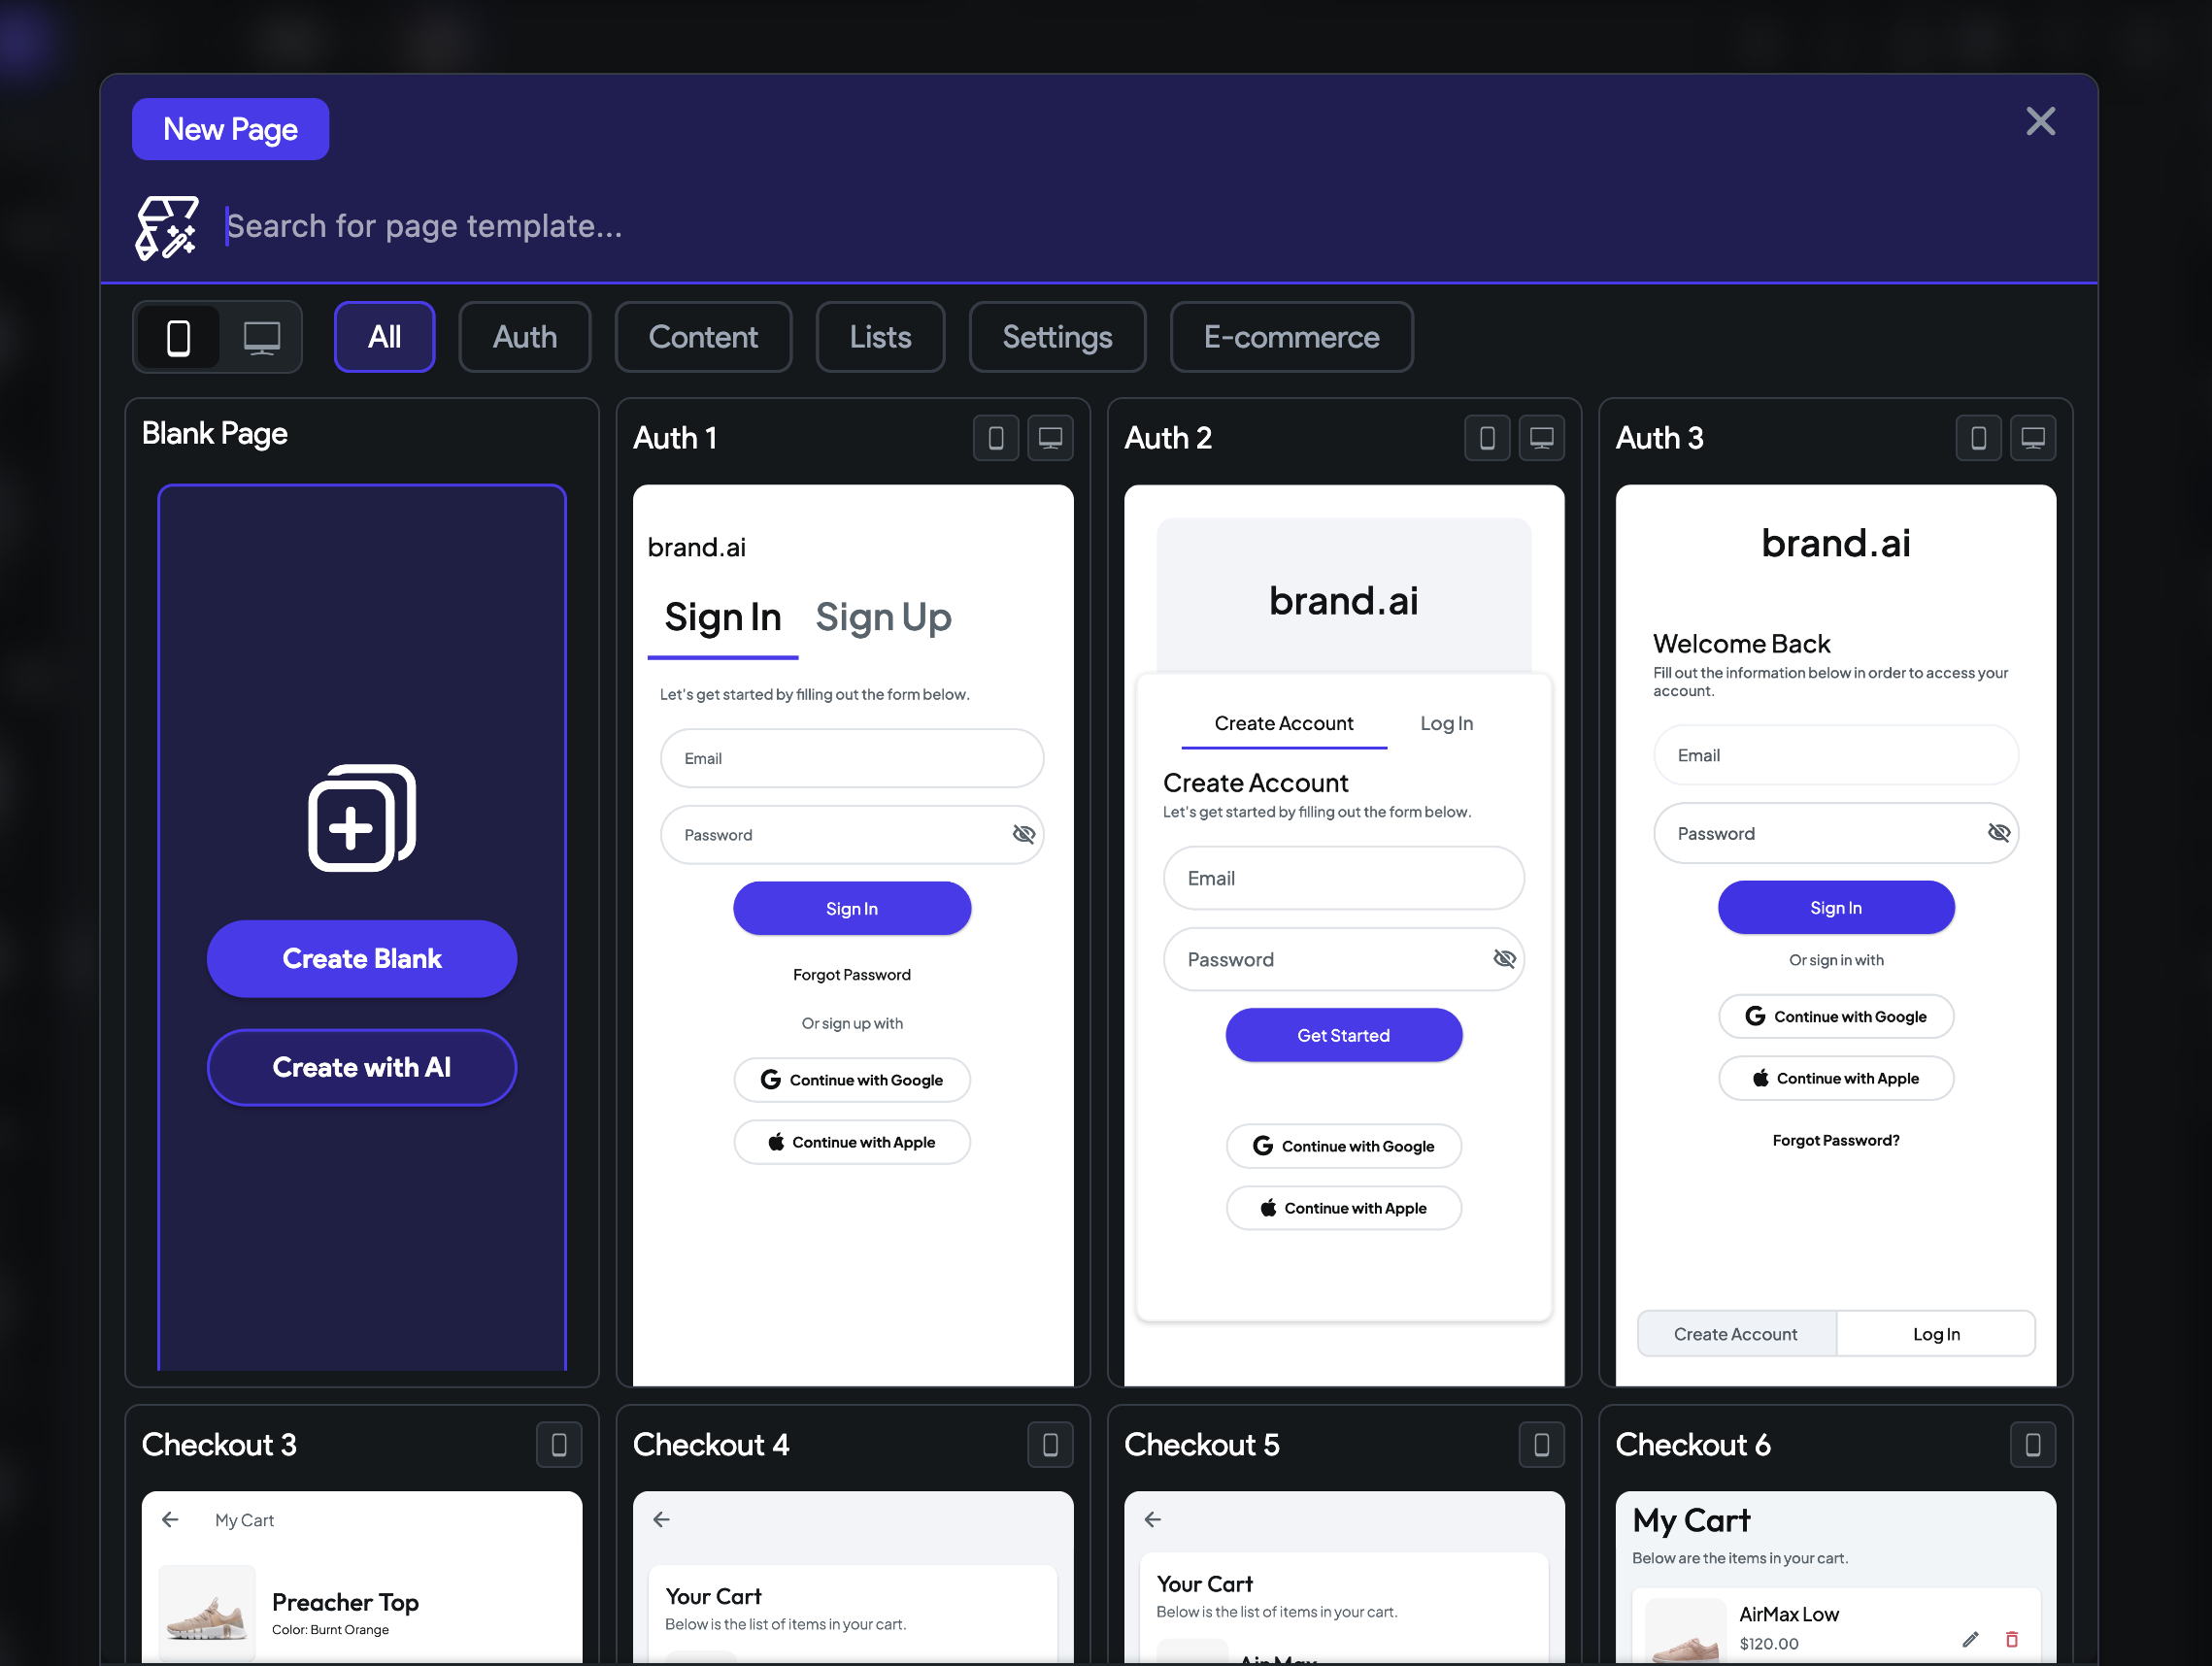 New Page
Search for page template...
All
Auth
Content
Lists
Settings
E-commerce
Blank Page
Create Blank
Create with AI
Auth 1
brand.ai
Sign In
Sign Up
Let's get started by filling out the form below.
Email
Password
Sign In
Forgot Password
Or sign up with
Continue with Google
Continue with Apple
Auth 2
brand.ai
Create Account
Log In
Create Account
Let's get started by filling out the form below.
Email
Password
Get Started
Continue with Google
Continue with Apple
Auth 3
brand.ai
Welcome Back
Fill out the information below in order to access your
account.
Email
Password
Sign In
Or sign in with
Continue with Google
Continue with Apple
Forgot Password?
Create Account
Log In
Checkout 3
My Cart
Preacher Top
Color: Burnt Orange
Checkout 4
Your Cart
Below is the list of items in your cart.
Checkout 5
Your Cart
Below is the list of items in your cart.
AirMax
Checkout 6
My Cart
Below are the items in your cart.
AirMax Low
$120.00